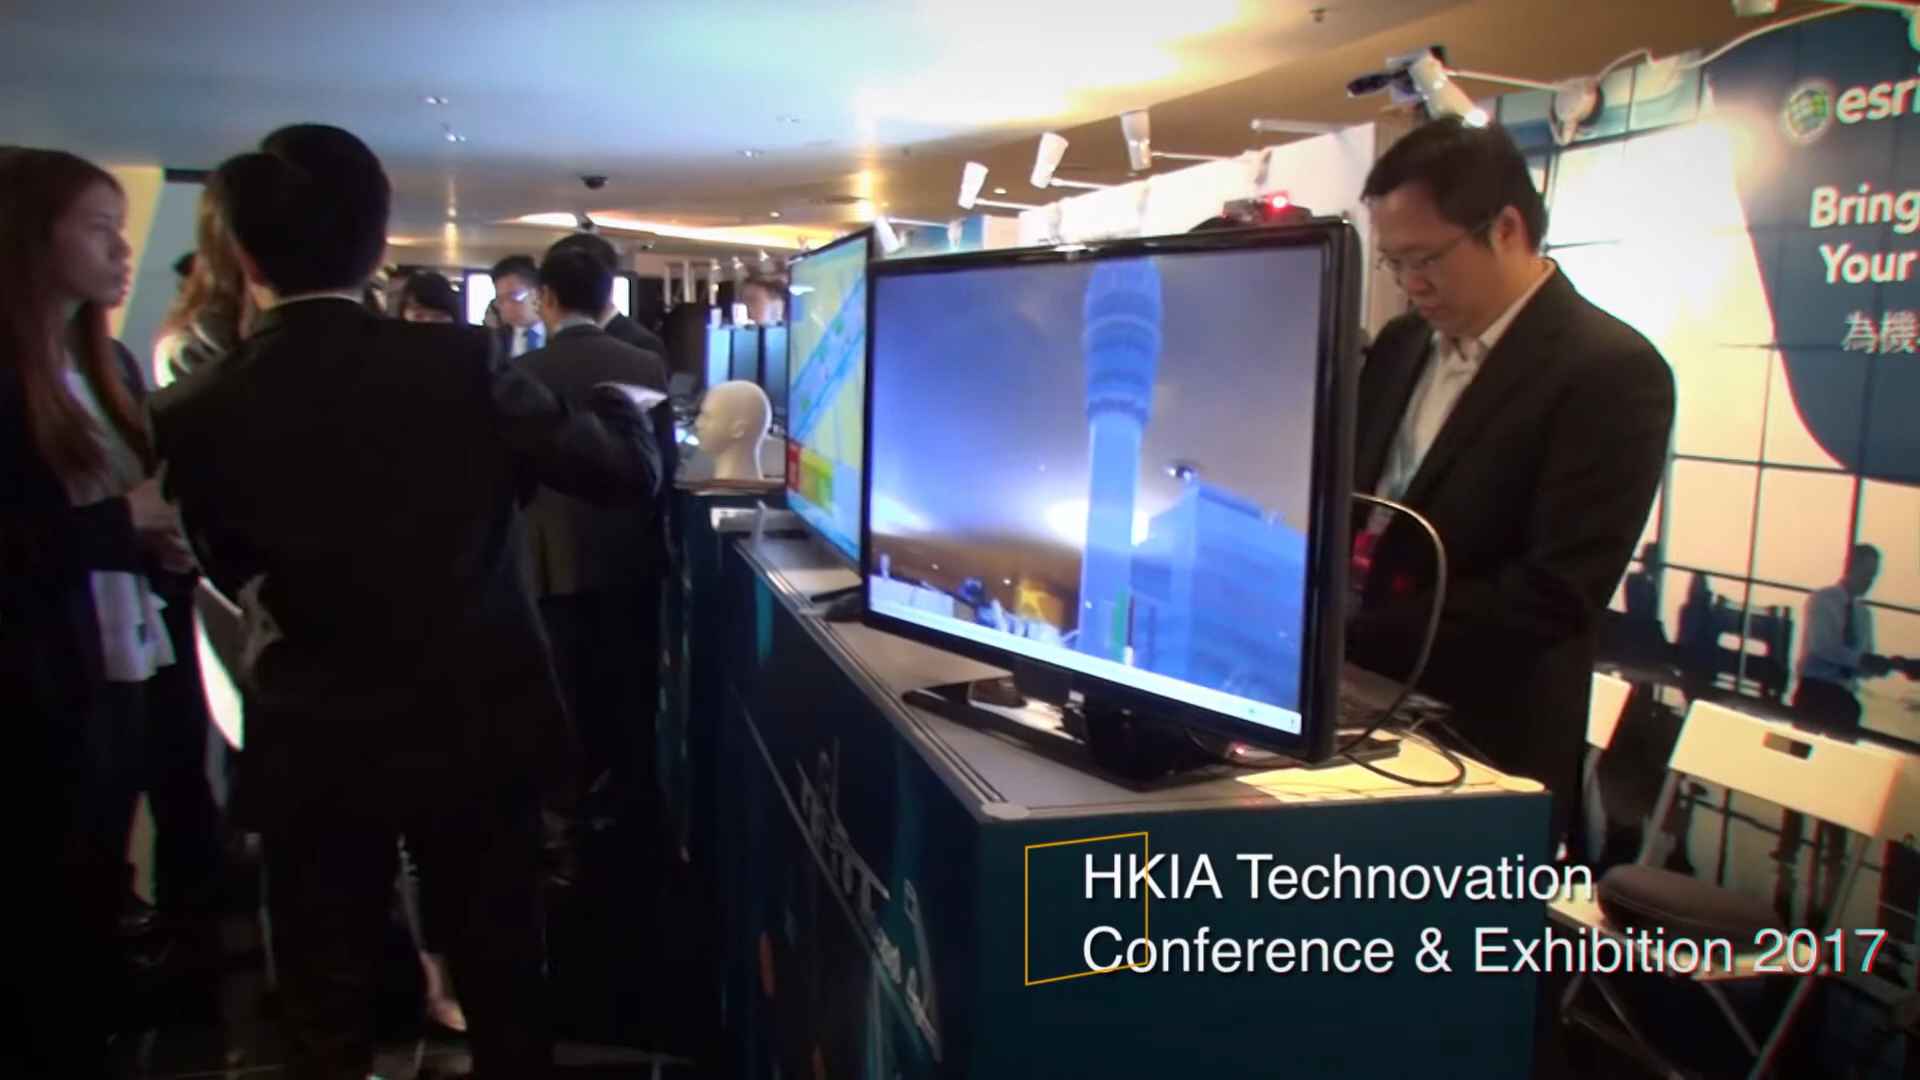 esri
Bring
Your
為機
HKIA Technovation
Conference & Exhibition 2017